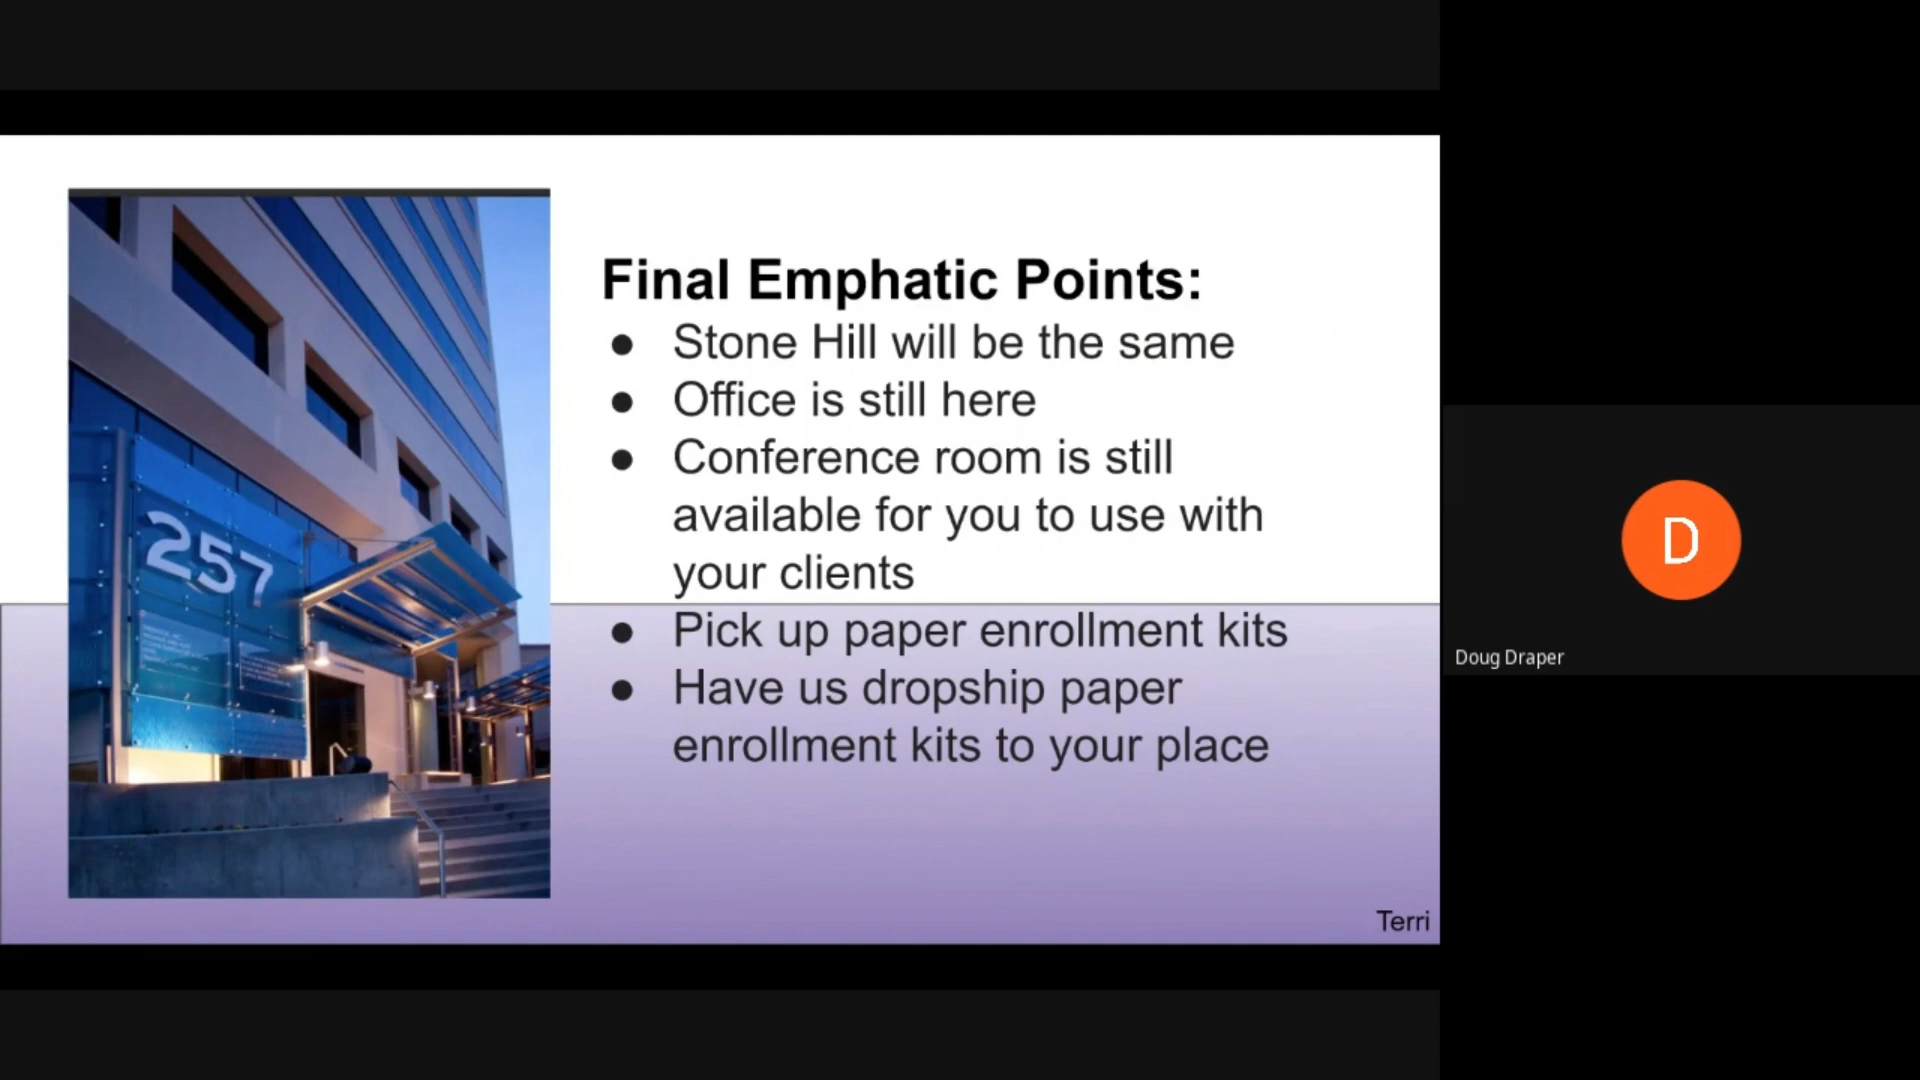 Final Emphatic Points:
● Stone Hill will be the same
● Office is still here
● Conference room is still
available for you to use with
your clients
● Pick up paper enrollment kits
● Have us dropship paper
enrollment kits to your place
257
Terri
D
Doug Draper